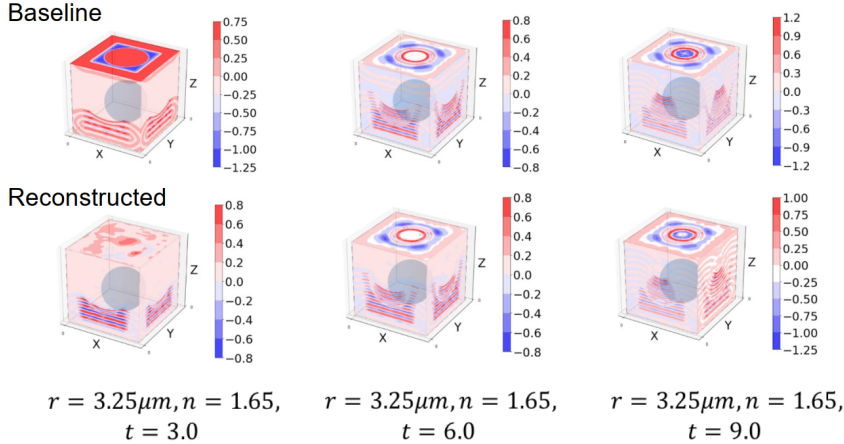 Baseline
0.75
0.50
0.25
0.00
−0.25
−0.50
−0.75
−1.00
−1.25
X
Y
Z
0.8
0.6
0.4
0.2
0.0
−0.2
−0.4
−0.6
−0.8
X
Y
Z
1.2
0.9
0.6
0.3
0.0
−0.3
−0.6
−0.9
−1.2
X
Y
Z
Reconstructed
0.8
0.6
0.4
0.2
0.0
−0.2
−0.4
−0.6
−0.8
X
Y
Z
0.8
0.6
0.4
0.2
0.0
−0.2
−0.4
−0.6
−0.8
X
Y
Z
1.00
0.75
0.50
0.25
0.00
−0.25
−0.50
−0.75
−1.00
−1.25
X
Y
Z
r = 3.25μm, n = 1.65,
t = 3.0
r = 3.25μm, n = 1.65,
t = 6.0
r = 3.25μm, n = 1.65,
t = 9.0